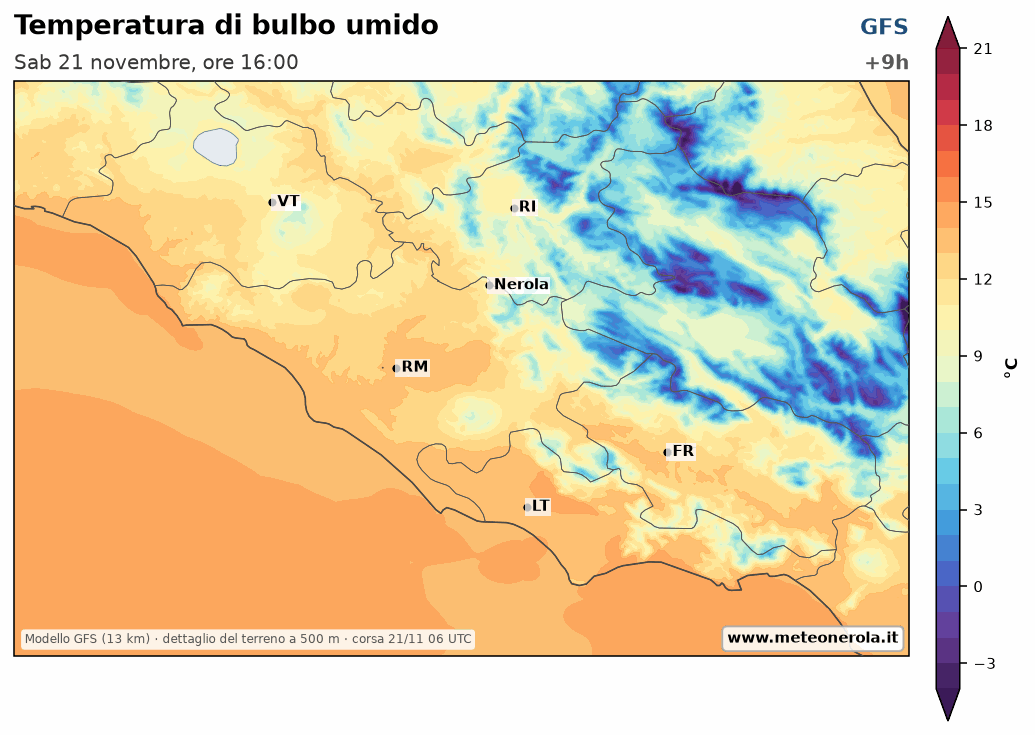 Temperatura di bulbo umido
GFS
Sab 21 novembre, ore 16:00
+9h
VT
RI
Nerola
RM
FR
LT
Modello GFS (13 km) · dettaglio del terreno a 500 m · corsa 21/11 06 UTC
www.meteonerola.it
21
18
15
12
9
6
3
0
−3
°C